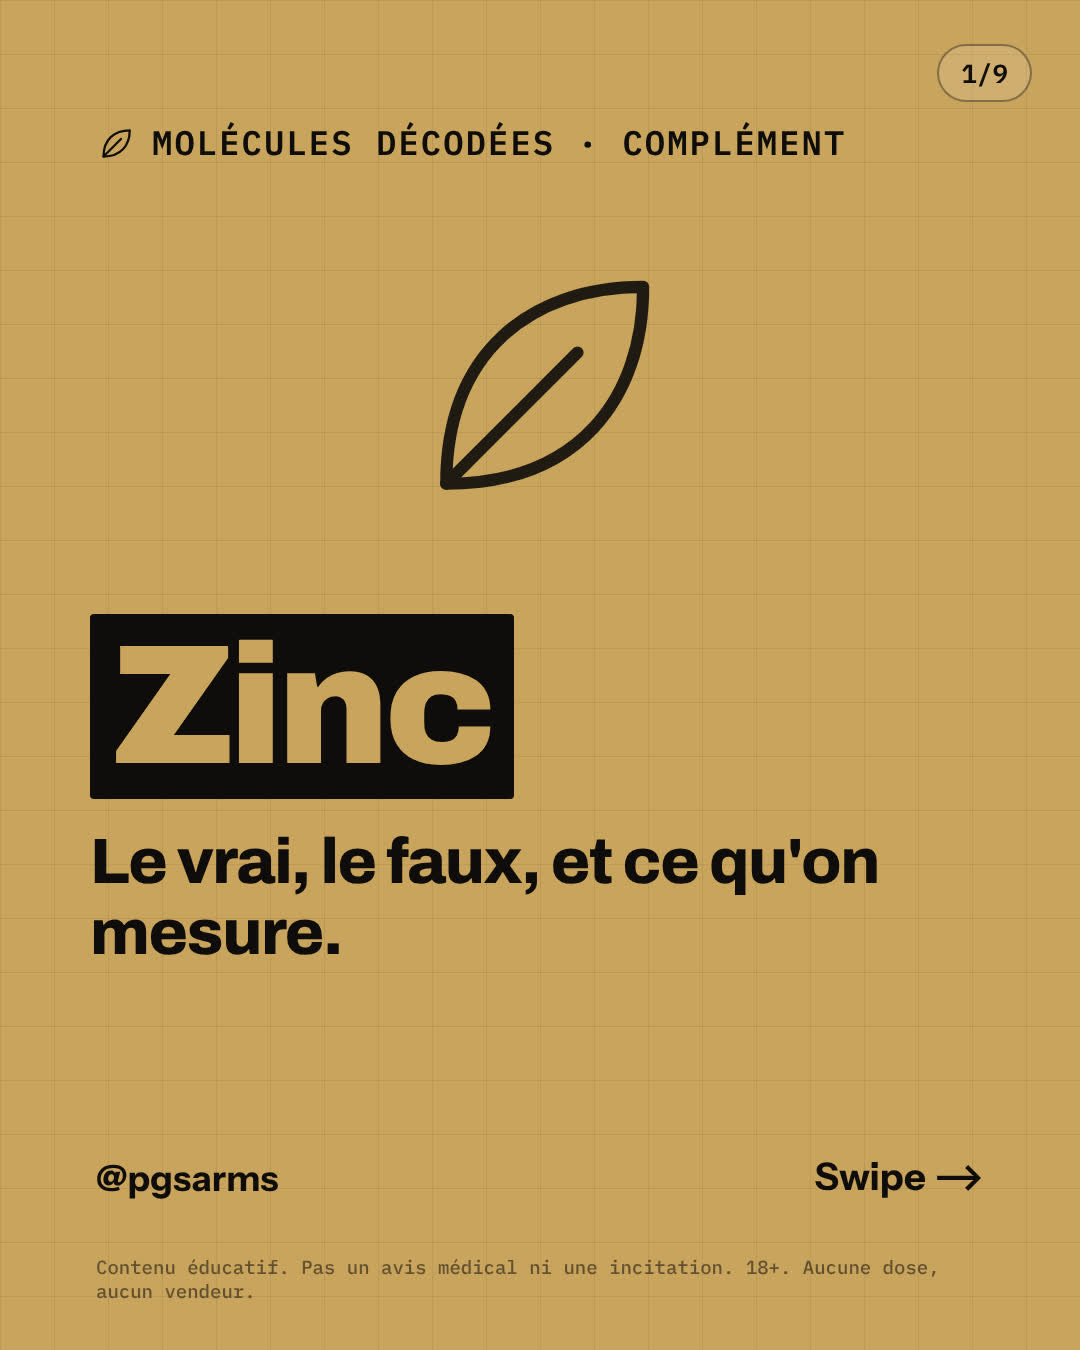 1/9
MOLÉCULES DÉCODÉES · COMPLÉMENT
Zinc
Le vrai, le faux, et ce qu'on
mesure.
@pgsarms
Swipe →
Contenu éducatif. Pas un avis médical ni une incitation. 18+. Aucune dose,
aucun vendeur.